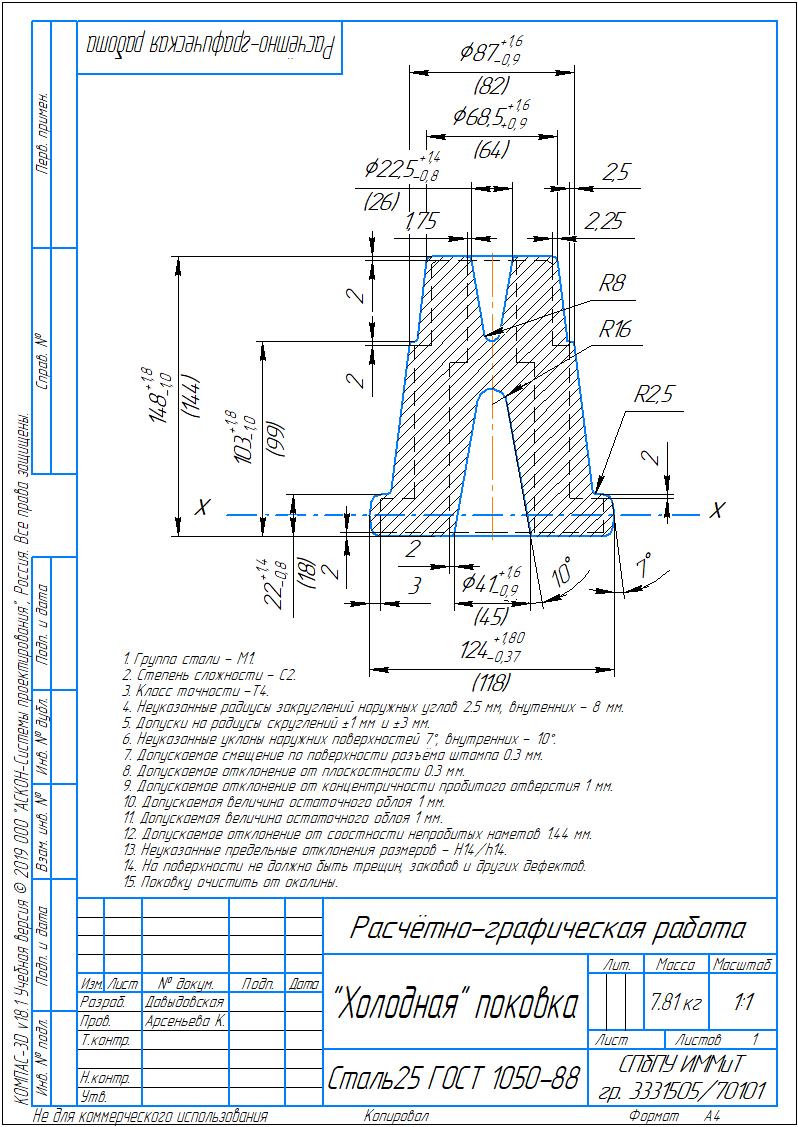 Расчётно-графическая работа
Перв. примен.
Справ. №
Подп. и дата
Инв. № дубл.
Взам. инв. №
Подп. и дата
Инв. № подл.
КОМПАС-3D v18.1 Учебная версия © 2019 ООО "АСКОН-Системы проектирования", Россия. Все права защищены.
Ф87+1,6 -0,9
(82)
Ф68,5+1,6 +0,9
(64)
Ф22,5+1,4 -0,8
(26)
2,5
1,75
2,25
R8
2
R16
2
R2,5
148+1,8 -1,0
(144)
103+1,8 -1,0
(99)
2
X
X
22+1,4 -0,8
(18)
2
2
3
Ф41+1,6 -0,9
(45)
10°
7°
124+1,80 -0,37
(118)
1. Группа стали - М1.
2. Степень сложности - С2.
3. Класс точности -Т4.
4. Неуказанные радиусы закруглений наружных углов 2.5 мм, внутенних - 8 мм.
5. Допуски на радиусы скруглений ±1 мм и ±3 мм.
6. Неуказанные уклоны наружних поверхностей 7°, внутренних - 10°.
7. Допускаемое смещение по поверхности разъёма штампа 0.3 мм.
8. Допускаемое отклонение от плоскостности 0.3 мм.
9. Допускаемое отклонение от концентричности пробитого отверстия 1 мм.
10. Допускаемая величина остаточного облоя 1 мм.
11. Допускаемая величина остаточного облоя 1 мм.
12. Допускаемое отклонение от соостности непробитых наметов 1.44 мм.
13. Неуказанные предельные отклонения размеров - H14/h14.
14. На поверхности не должно быть трещин, заковов и других дефектов.
15. Поковку очистить от окалины.
Расчётно-графическая работа
Изм. Лист № докум. Подп. Дата
Разраб. Давыдовская
Пров. Арсеньева К.
Т.контр.
Н.контр.
Утв.
"Холодная" поковка
Лит. Масса Масштаб
7.81 кг 1:1
Лист Листов 1
Сталь25 ГОСТ 1050-88
СПбПУ ИММиТ
гр. 3331505/70101
Не для коммерческого использования Копировал Формат А4